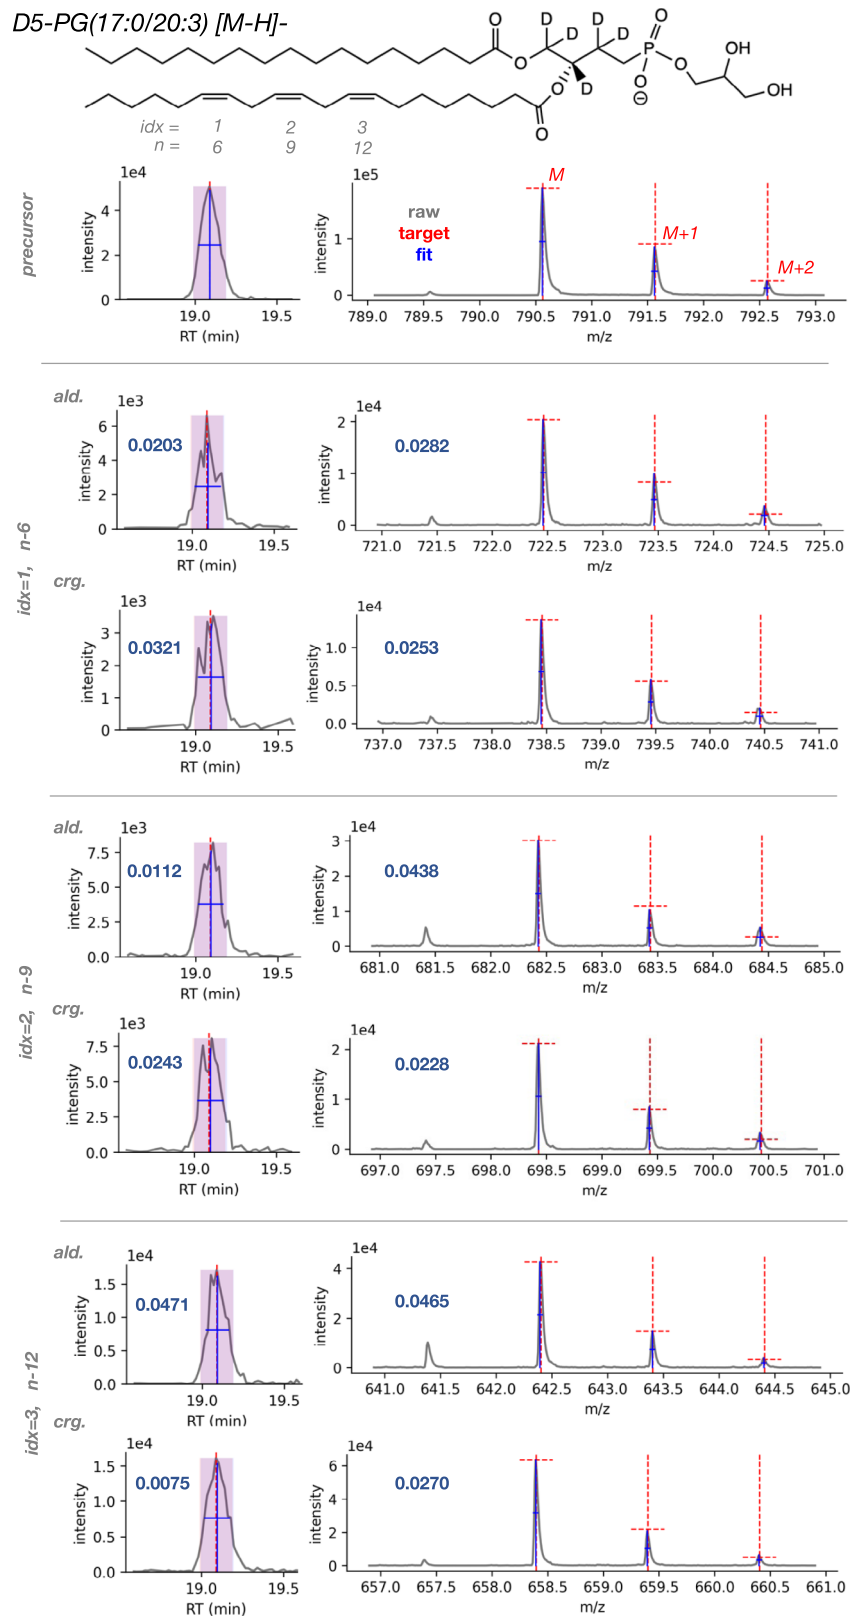 D5-PG(17:0/20:3) [M-H]-
O D D D D O
O P OH
O D O O OH
O ⊖
O
idx = 1 2 3
n = 6 9 12
precursor
1e4
4
2
0
intensity
19.0 19.5
RT (min)
1e5
1
0
intensity
raw
target
fit
M
M+1
M+2
789.0 789.5 790.0 790.5 791.0 791.5 792.0 792.5 793.0
m/z
idx=1, n-6
ald.
1e3
6
4
2
0
intensity
0.0203
19.0 19.5
RT (min)
1e4
2
1
0
intensity
0.0282
721.0 721.5 722.0 722.5 723.0 723.5 724.0 724.5 725.0
m/z
crg.
1e3
3
2
1
0
intensity
0.0321
19.0 19.5
RT (min)
1e4
1.0
0.5
0.0
intensity
0.0253
737.0 737.5 738.0 738.5 739.0 739.5 740.0 740.5 741.0
m/z
idx=2, n-9
ald.
1e3
7.5
5.0
2.5
0.0
intensity
0.0112
19.0 19.5
RT (min)
1e4
3
2
1
0
intensity
0.0438
681.0 681.5 682.0 682.5 683.0 683.5 684.0 684.5 685.0
m/z
crg.
1e3
7.5
5.0
2.5
0.0
intensity
0.0243
19.0 19.5
RT (min)
1e4
2
1
0
intensity
0.0228
697.0 697.5 698.0 698.5 699.0 699.5 700.0 700.5 701.0
m/z
idx=3, n-12
ald.
1e4
1.5
1.0
0.5
0.0
intensity
0.0471
19.0 19.5
RT (min)
1e4
4
2
0
intensity
0.0465
641.0 641.5 642.0 642.5 643.0 643.5 644.0 644.5 645.0
m/z
crg.
1e4
1.5
1.0
0.5
0.0
intensity
0.0075
19.0 19.5
RT (min)
1e4
6
4
2
0
intensity
0.0270
657.0 657.5 658.0 658.5 659.0 659.5 660.0 660.5 661.0
m/z